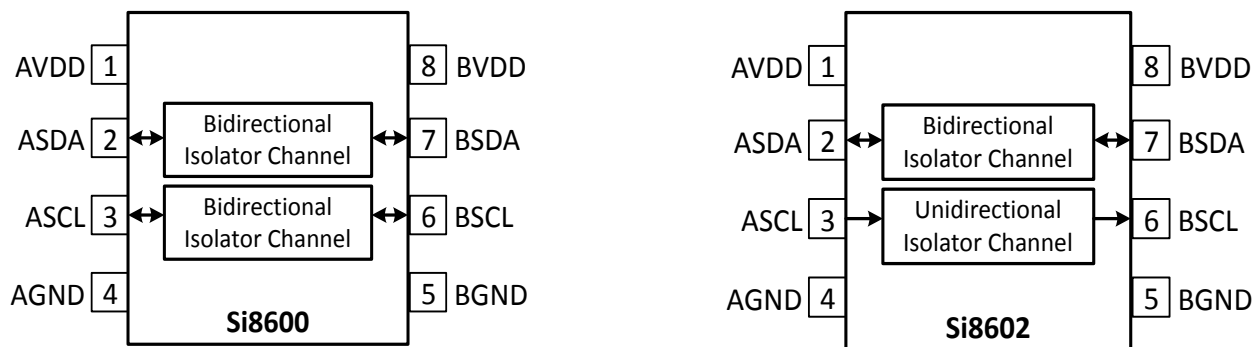 AVDD 1
8 BVDD
Bidirectional
Isolator Channel
ASDA 2
7 BSDA
Bidirectional
Isolator Channel
ASCL 3
6 BSCL
AGND 4
5 BGND
Si8600
AVDD 1
8 BVDD
Bidirectional
Isolator Channel
ASDA 2
7 BSDA
Unidirectional
Isolator Channel
ASCL 3
6 BSCL
AGND 4
5 BGND
Si8602